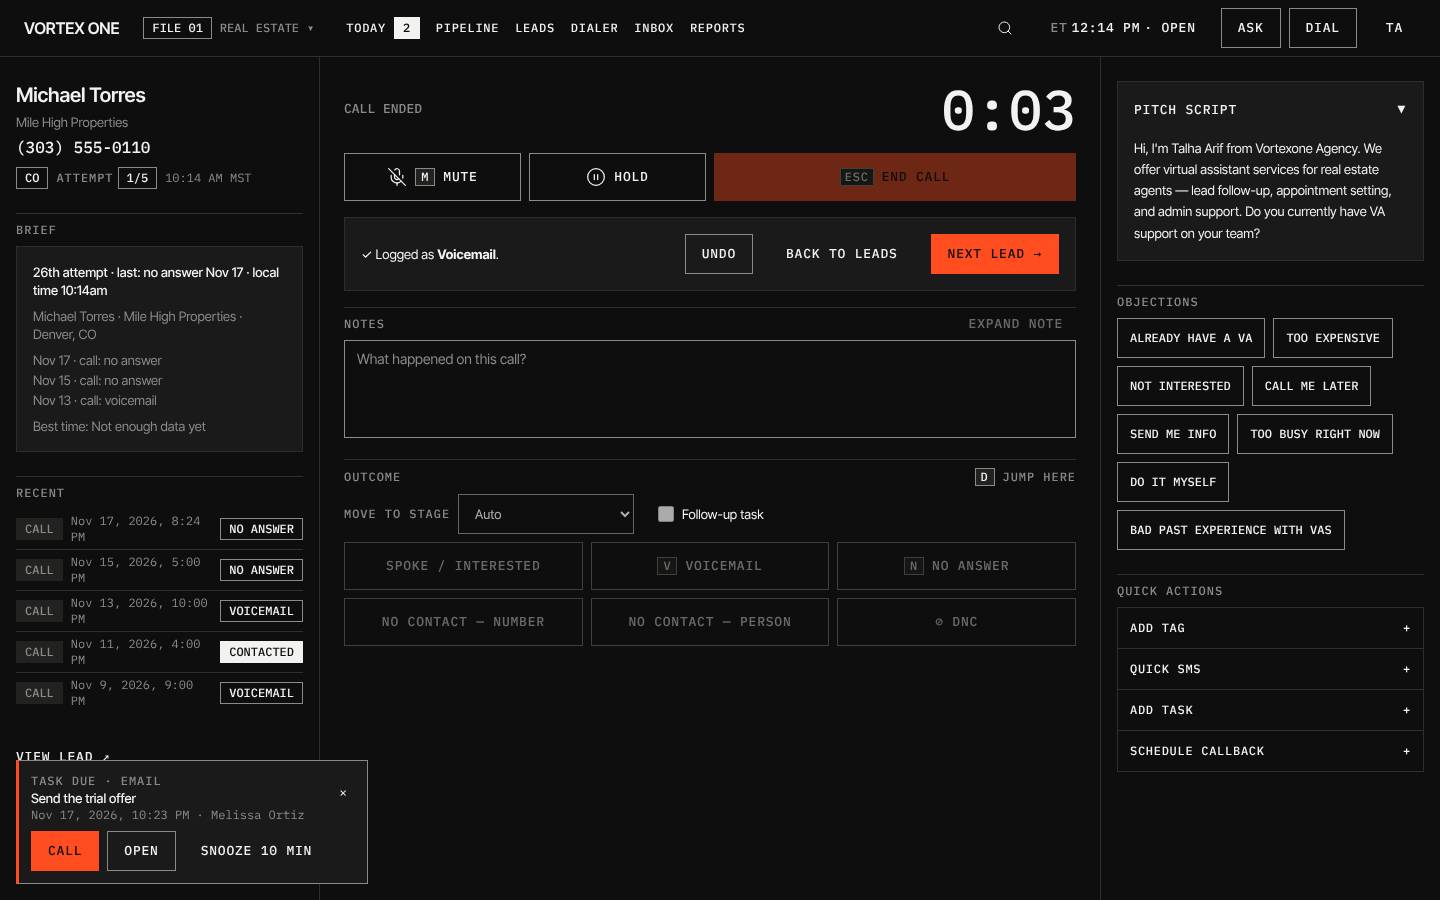 VORTEX ONE
FILE 01 REAL ESTATE ▾
TODAY 2 PIPELINE LEADS DIALER INBOX REPORTS
ET 12:14 PM · OPEN
ASK
DIAL
TA
Michael Torres
Mile High Properties
(303) 555-0110
CO ATTEMPT 1/5 10:14 AM MST
BRIEF
26th attempt · last: no answer Nov 17 · local
time 10:14am
Michael Torres · Mile High Properties ·
Denver, CO
Nov 17 · call: no answer
Nov 15 · call: no answer
Nov 13 · call: voicemail
Best time: Not enough data yet
RECENT
CALL Nov 17, 2026, 8:24 PM NO ANSWER
CALL Nov 15, 2026, 5:00 PM NO ANSWER
CALL Nov 13, 2026, 10:00 PM VOICEMAIL
CALL Nov 11, 2026, 4:00 PM CONTACTED
CALL Nov 9, 2026, 9:00 PM VOICEMAIL
VIEW LEAD ↗
TASK DUE · EMAIL
×
Send the trial offer
Nov 17, 2026, 10:23 PM · Melissa Ortiz
CALL OPEN SNOOZE 10 MIN
CALL ENDED
0:03
M MUTE
HOLD
ESC END CALL
✓ Logged as Voicemail.
UNDO
BACK TO LEADS
NEXT LEAD →
NOTES
EXPAND NOTE
What happened on this call?
OUTCOME
D JUMP HERE
MOVE TO STAGE Auto
Follow-up task
SPOKE / INTERESTED
V VOICEMAIL
N NO ANSWER
NO CONTACT — NUMBER
NO CONTACT — PERSON
⊘ DNC
PITCH SCRIPT ▼
Hi, I'm Talha Arif from Vortexone Agency. We
offer virtual assistant services for real estate
agents — lead follow-up, appointment setting,
and admin support. Do you currently have VA
support on your team?
OBJECTIONS
ALREADY HAVE A VA
TOO EXPENSIVE
NOT INTERESTED
CALL ME LATER
SEND ME INFO
TOO BUSY RIGHT NOW
DO IT MYSELF
BAD PAST EXPERIENCE WITH VAS
QUICK ACTIONS
ADD TAG +
QUICK SMS +
ADD TASK +
SCHEDULE CALLBACK +